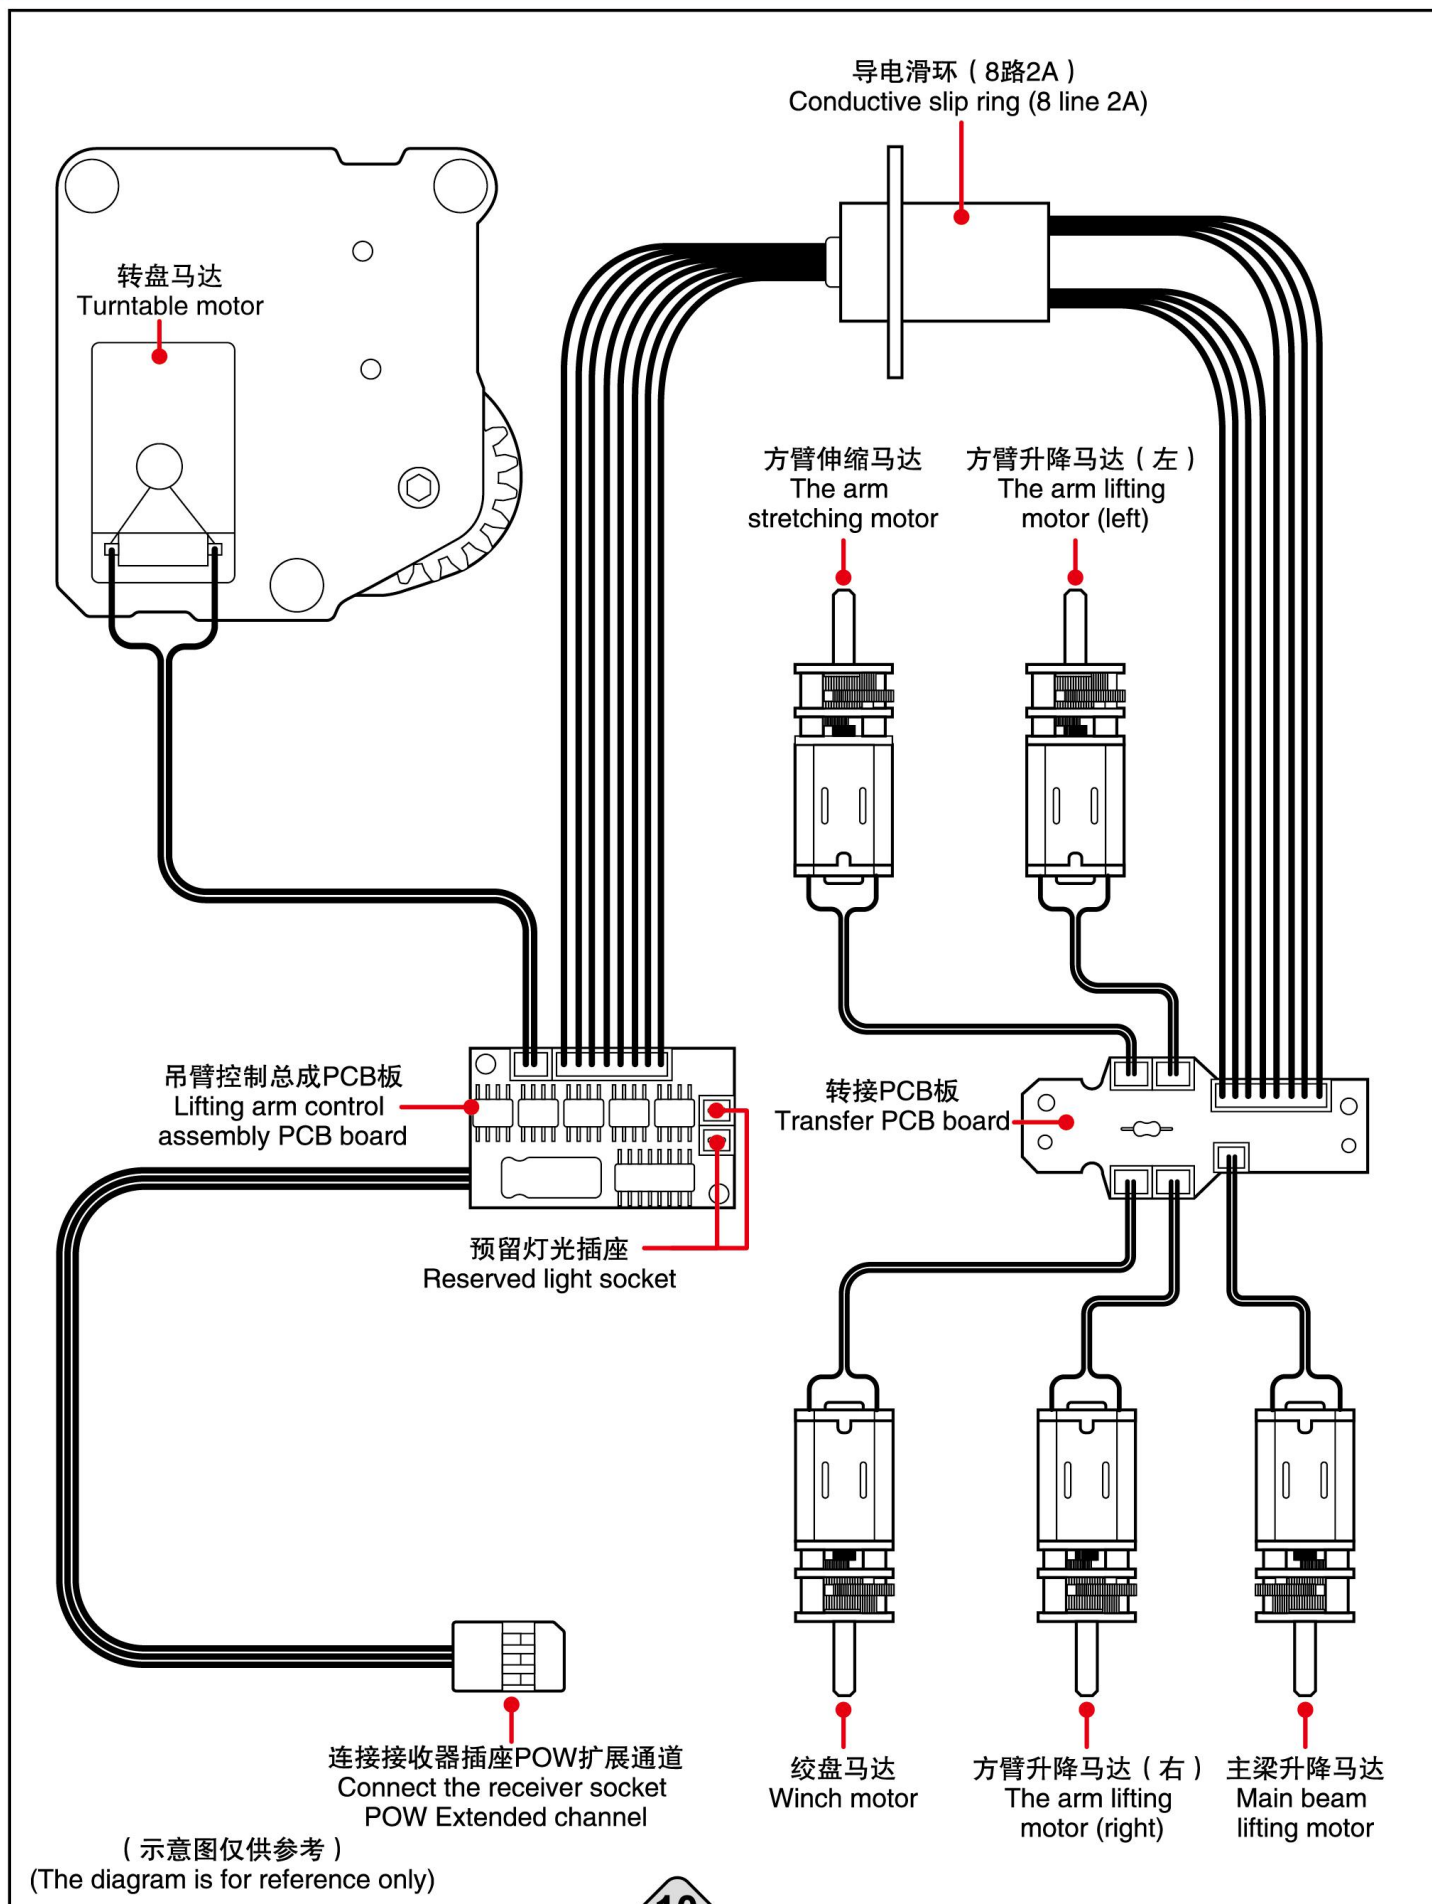 导电滑环（8路2A）
Conductive slip ring (8 line 2A)
转盘马达
Turntable motor
方臂伸缩马达
The arm
stretching motor
方臂升降马达（左）
The arm lifting
motor (left)
吊臂控制总成PCB板
Lifting arm control
assembly PCB board
转接PCB板
Transfer PCB board
预留灯光插座
Reserved light socket
连接接收器插座POW扩展通道
Connect the receiver socket
POW Extended channel
绞盘马达
Winch motor
方臂升降马达（右）
The arm lifting
motor (right)
主梁升降马达
Main beam
lifting motor
（示意图仅供参考）
(The diagram is for reference only)